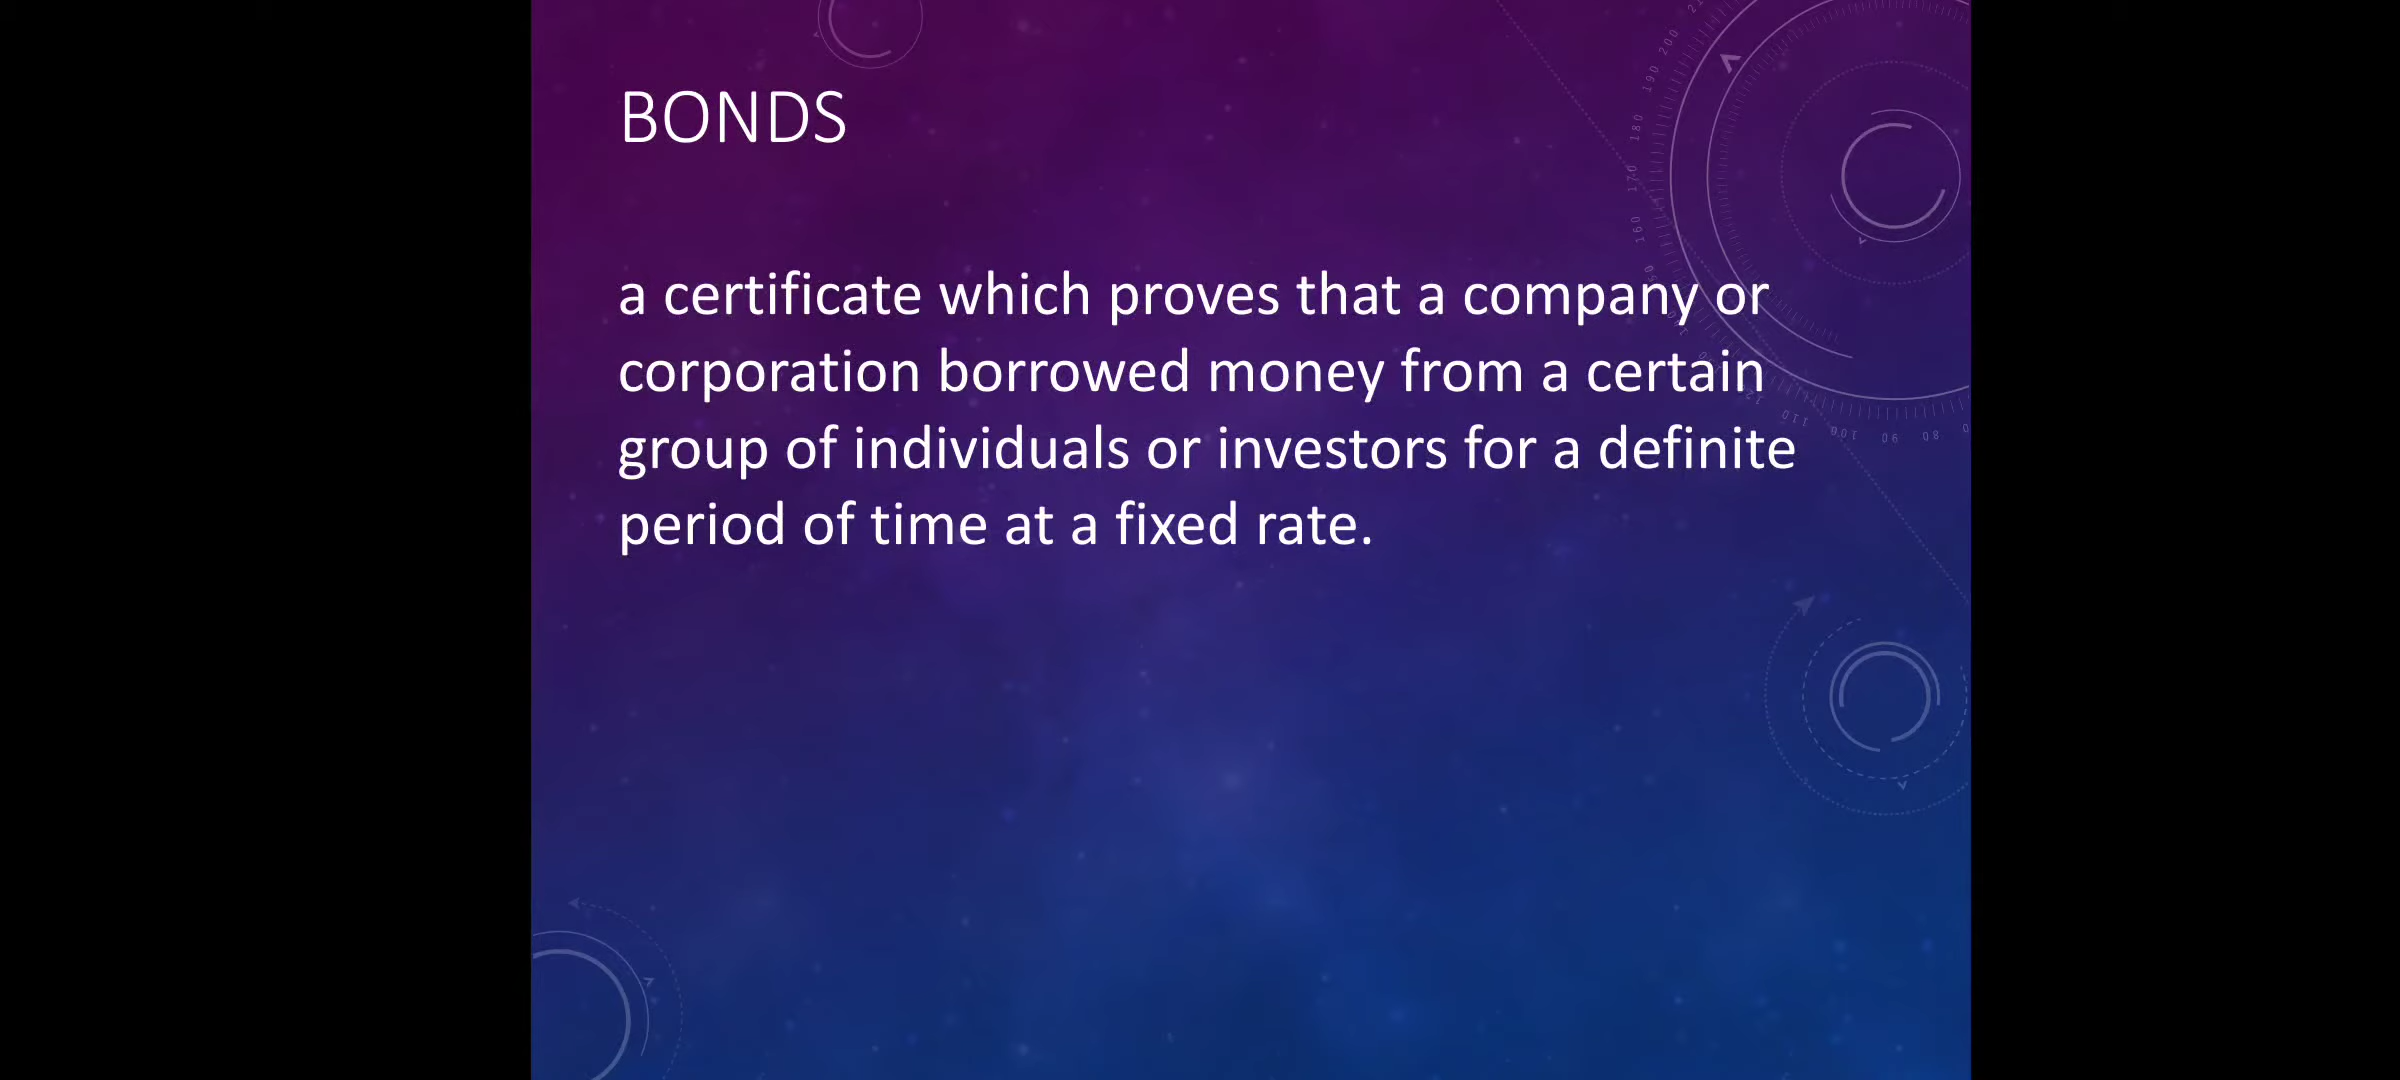 BONDS
a certificate which proves that a company or
corporation borrowed money from a certain
group of individuals or investors for a definite
period of time at a fixed rate.